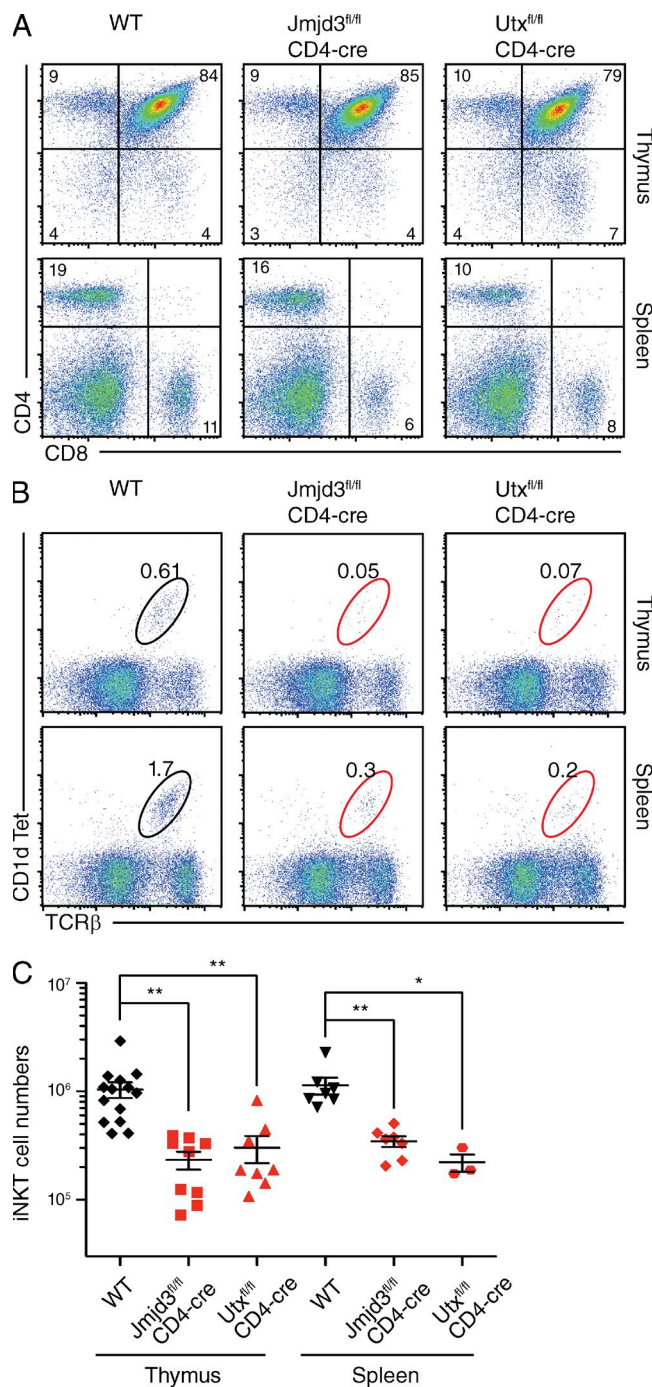 A
WT
Jmjd3fl/fl
CD4-cre
Utxfl/fl
CD4-cre
9 84
4 4
9 85
3 4
10 79
4 7
Thymus
19
11
16
6
10
8
Spleen
CD4
CD8
B
WT
Jmjd3fl/fl
CD4-cre
Utxfl/fl
CD4-cre
0.61
0.05
0.07
Thymus
1.7
0.3
0.2
Spleen
CD1d Tet
TCRβ
C
10⁷
10⁶
10⁵
iNKT cell numbers
**
**
*
**
WT
Jmjd3fl/fl
CD4-cre
Utxfl/fl
CD4-cre
WT
Jmjd3fl/fl
CD4-cre
Utxfl/fl
CD4-cre
Thymus
Spleen